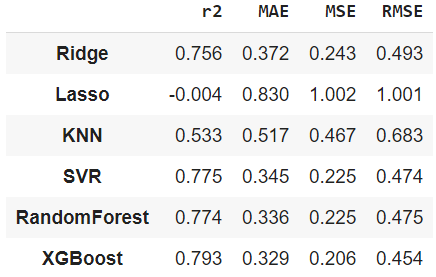 r2 MAE MSE RMSE
Ridge 0.756 0.372 0.243 0.493
Lasso -0.004 0.830 1.002 1.001
KNN 0.533 0.517 0.467 0.683
SVR 0.775 0.345 0.225 0.474
RandomForest 0.774 0.336 0.225 0.475
XGBoost 0.793 0.329 0.206 0.454